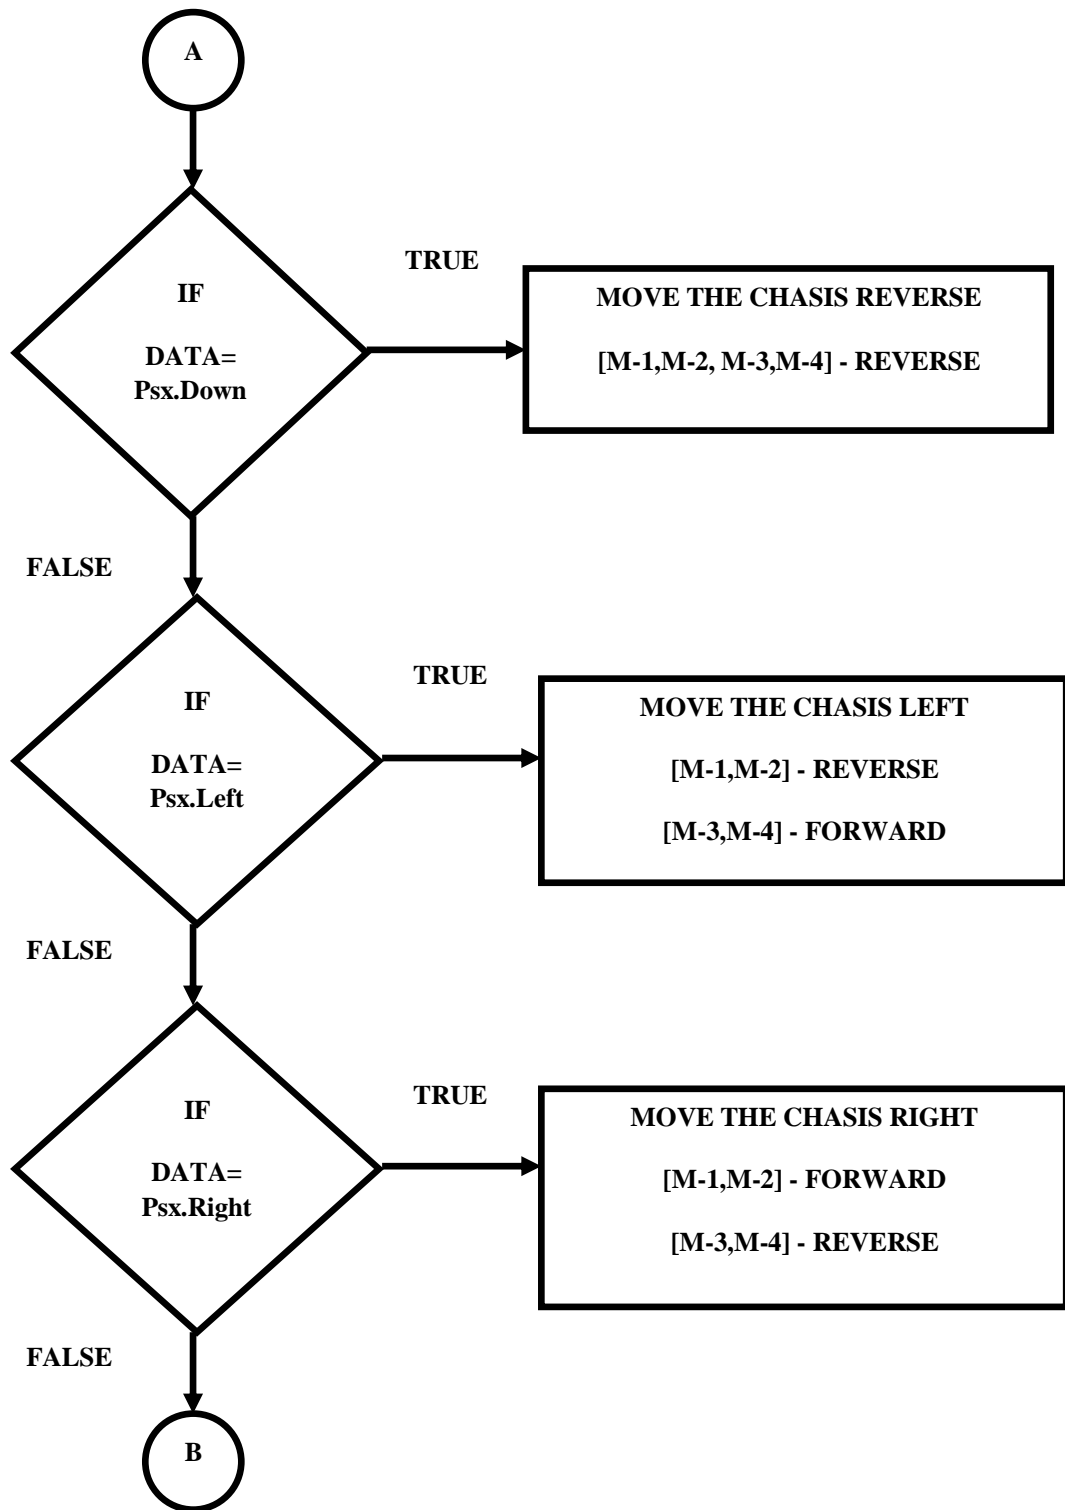 A
IF
DATA=
Psx.Down
TRUE
MOVE THE CHASIS REVERSE
[M-1,M-2, M-3,M-4] - REVERSE
FALSE
IF
DATA=
Psx.Left
TRUE
MOVE THE CHASIS LEFT
[M-1,M-2] - REVERSE
[M-3,M-4] - FORWARD
FALSE
IF
DATA=
Psx.Right
TRUE
MOVE THE CHASIS RIGHT
[M-1,M-2] - FORWARD
[M-3,M-4] - REVERSE
FALSE
B